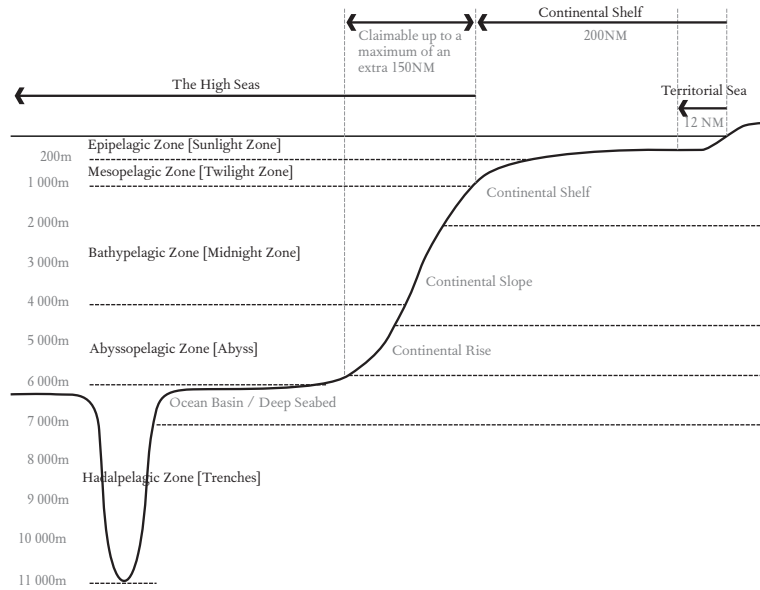 Continental Shelf
200NM
Claimable up to a
maximum of an
extra 150NM
The High Seas
Territorial Sea
12 NM
Epipelagic Zone [Sunlight Zone]
200m
Mesopelagic Zone [Twilight Zone]
1 000m
Continental Shelf
2 000m
Bathypelagic Zone [Midnight Zone]
3 000m
Continental Slope
4 000m
5 000m
Abyssopelagic Zone [Abyss]
Continental Rise
6 000m
Ocean Basin / Deep Seabed
7 000m
8 000m
Hadalpelagic Zone [Trenches]
9 000m
10 000m
11 000m